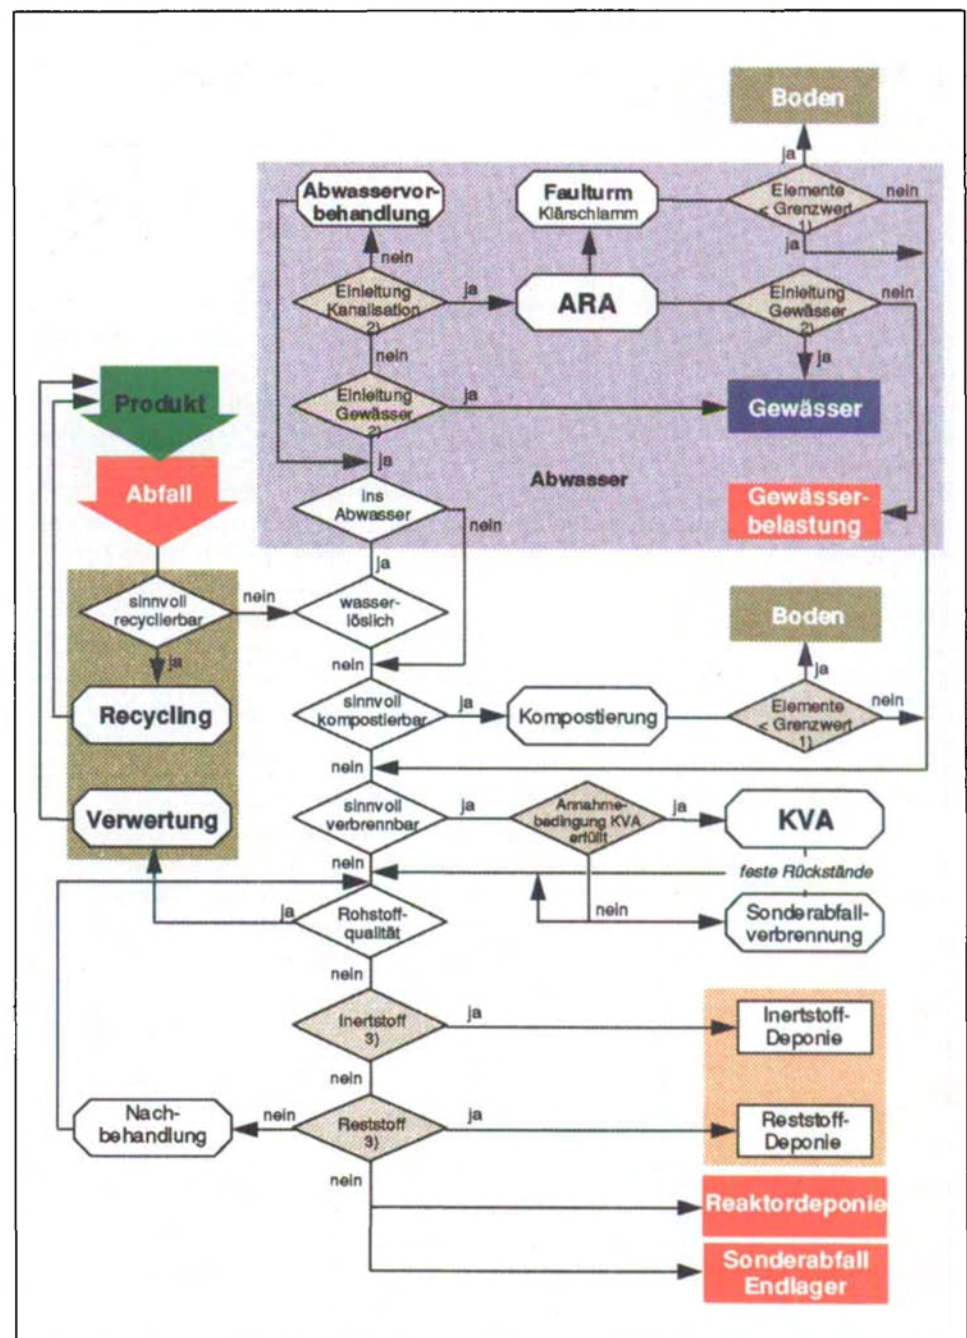 Boden
ja
Abwasservor-
behandlung
Faulturm
Klärschlamm
Elemente
< Grenzwert
1)
nein
ja
nein
Einleitung
Kanalisation
2)
ja
ARA
Einleitung
Gewässer
2)
nein
nein
ja
Produkt
Einleitung
Gewässer
2)
ja
Gewässer
ja
Abfall
ins
Abwasser
Abwasser
nein
Gewässer-
belastung
ja
sinnvoll
recyclierbar
nein
wasser-
löslich
Boden
ja
nein
ja
Recycling
sinnvoll
kompostierbar
ja
Kompostierung
Elemente
< Grenzwert
1)
nein
nein
Verwertung
sinnvoll
verbrennbar
ja
Annahme-
bedingung KVA
erfüllt
ja
KVA
nein
feste Rückstände
ja
Rohstoff-
qualität
nein
Sonderabfall-
verbrennung
nein
Inertstoff
3)
ja
Inertstoff-
Deponie
nein
Nach-
behandlung
nein
Reststoff
3)
ja
Reststoff-
Deponie
nein
Reaktordeponie
Sonderabfall
Endlager